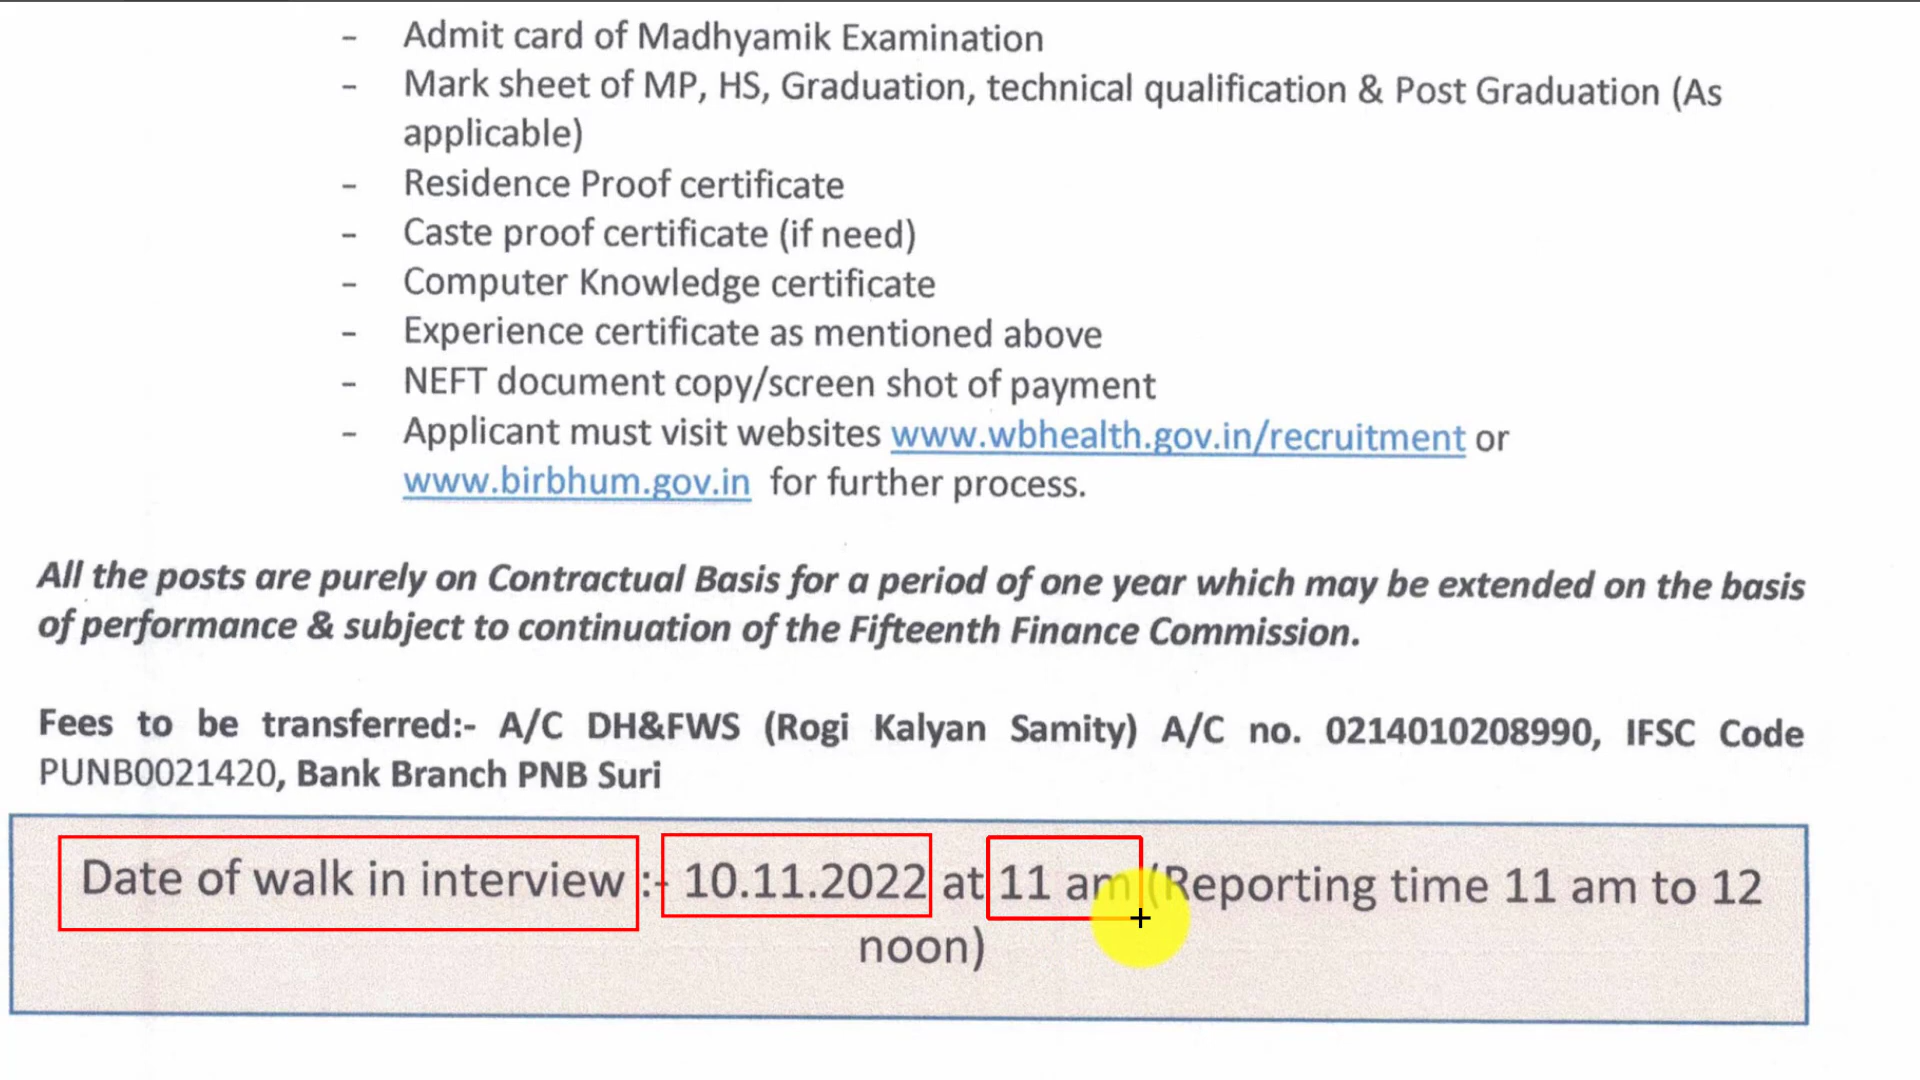 - Admit card of Madhyamik Examination
- Mark sheet of MP, HS, Graduation, technical qualification & Post Graduation (As
applicable)
- Residence Proof certificate
- Caste proof certificate (if need)
- Computer Knowledge certificate
- Experience certificate as mentioned above
- NEFT document copy/screen shot of payment
- Applicant must visit websites www.wbhealth.gov.in/recruitment or
www.birbhum.gov.in for further process.
All the posts are purely on Contractual Basis for a period of one year which may be extended on the basis
of performance & subject to continuation of the Fifteenth Finance Commission.
Fees to be transferred:- A/C DH&FWS (Rogi Kalyan Samity) A/C no. 0214010208990, IFSC Code
PUNB0021420, Bank Branch PNB Suri
Date of walk in interview :- 10.11.2022 at 11 am (Reporting time 11 am to 12
noon)